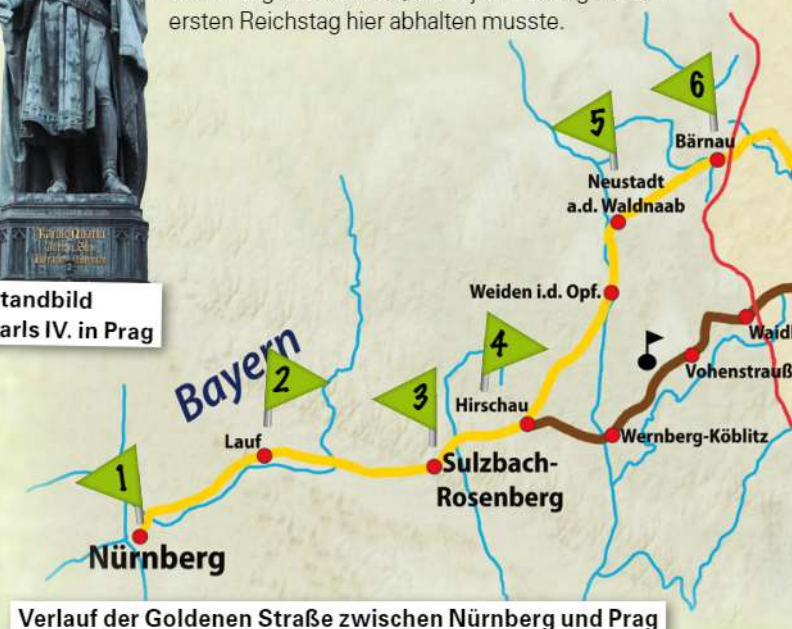 ersten Reichstag hier abhalten musste.
tandbild
arls IV. in Prag
Bayern
1
2
3
4
5
6
Nürnberg
Lauf
Sulzbach-
Rosenberg
Hirschau
Weiden i.d. Opf.
Neustadt
a.d. Waldnaab
Bärnau
Wernberg-Köblitz
Vohenstrauß
Waid
Verlauf der Goldenen Straße zwischen Nürnberg und Prag